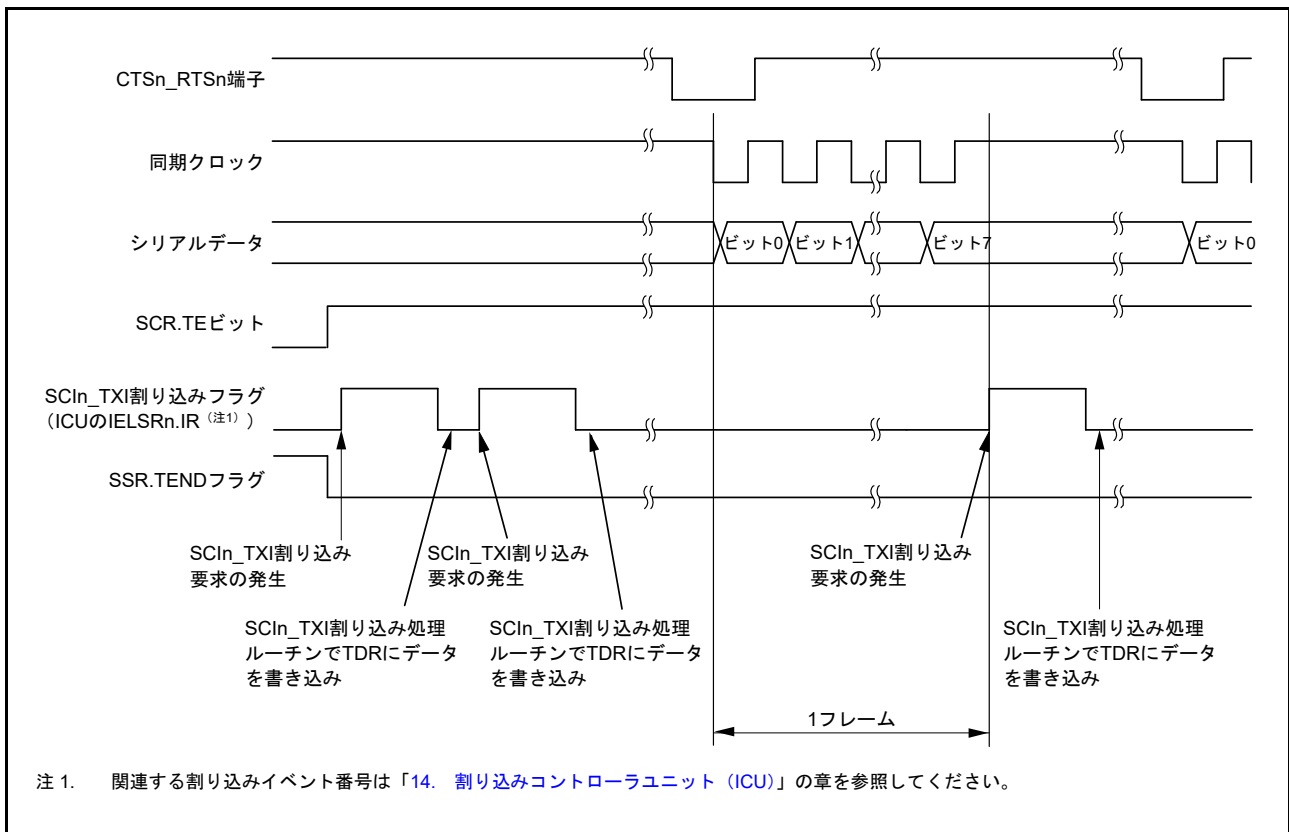 CTSn_RTSn端子
同期クロック
シリアルデータ
ビット0
ビット1
ビット7
ビット0
SCR.TEビット
SCIn_TXI割り込みフラグ
（ICUのIELSRn.IR（注1））
SSR.TENDフラグ
SCIn_TXI割り込み
要求の発生
SCIn_TXI割り込み
要求の発生
SCIn_TXI割り込み
要求の発生
SCIn_TXI割り込み処理
ルーチンでTDRにデータ
を書き込み
SCIn_TXI割り込み処理
ルーチンでTDRにデータ
を書き込み
SCIn_TXI割り込み処理
ルーチンでTDRにデータ
を書き込み
1フレーム
注 1. 関連する割り込みイベント番号は「14. 割り込みコントローラユニット（ICU）」の章を参照してください。